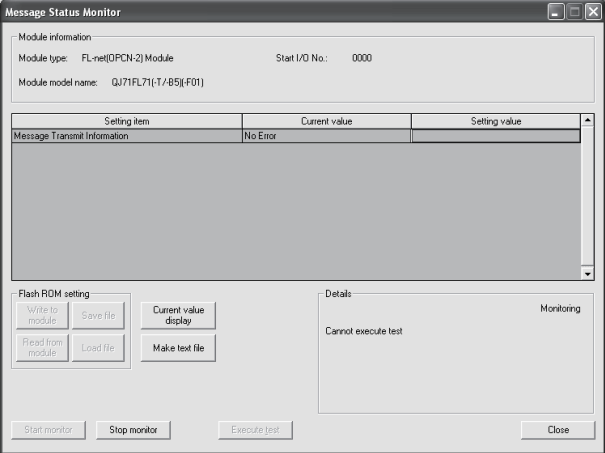 Message Status Monitor
Module information
Module type: FL-net(OPCN-2) Module Start I/O No.: 0000
Module model name: QJ71FL71(-T/-B5)(-F01)
Setting item Current value Setting value
Message Transmit Information No Error
Flash ROM setting
Write to
module
Save file
Read from
module
Load file
Current value
display
Make text file
Details
Monitoring
Cannot execute test
Start monitor Stop monitor Execute test Close